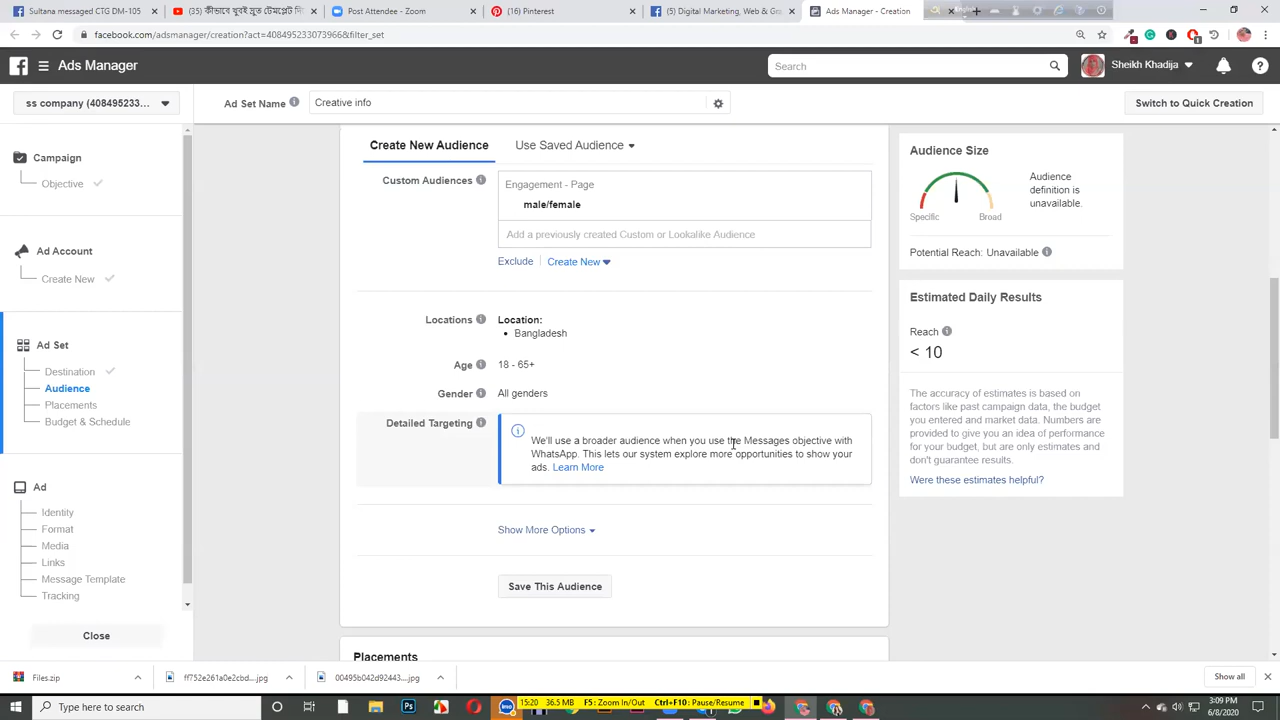 Sultana messaged CTG DM-105
(35) কীভাবে খুবই দ্রুত টেমপ্লেট
Post Attendee - Zoom
(16) Pinterest
(5) Digital Marketing, Web & Gr
Ads Manager - Creation
facebook.com/adsmanager/creation?act=408495233073966&filter_set
Ads Manager
Search
Sheikh Khadija
ss company (408495233...
Ad Set Name
Creative info
Switch to Quick Creation
Campaign
Objective
Ad Account
Create New
Ad Set
Destination
Audience
Placements
Budget & Schedule
Ad
Identity
Format
Media
Links
Message Template
Tracking
Close
Create New Audience
Use Saved Audience
Custom Audiences
Engagement - Page
male/female
Add a previously created Custom or Lookalike Audience
Exclude
Create New
Locations
Location:
• Bangladesh
Age
18 - 65+
Gender
All genders
Detailed Targeting
We'll use a broader audience when you use the Messages objective with
WhatsApp. This lets our system explore more opportunities to show your
ads. Learn More
Show More Options
Save This Audience
Placements
Audience Size
Specific
Broad
Audience
definition is
unavailable.
Potential Reach: Unavailable
Estimated Daily Results
Reach
< 10
The accuracy of estimates is based on
factors like past campaign data, the budget
you entered and market data. Numbers are
provided to give you an idea of performance
for your budget, but are only estimates and
don't guarantee results.
Were these estimates helpful?
Files.zip
ff752e261a0e2cbd....jpg
00495b042d92443....jpg
Show all
Type here to search
15:20
36.5 MB
F5: Zoom In/Out
Ctrl+F10: Pause/Resume
3:09 PM
6/8/2020